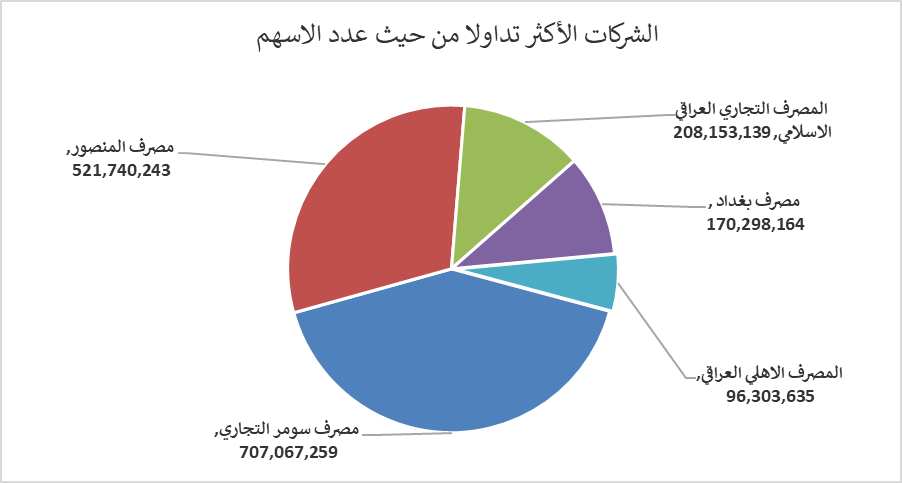 الشركات الأكثر تداولا من حيث عدد الاسهم
المصرف التجاري العراقي
الاسلامي, 208,153,139
مصرف المنصور,
521,740,243
مصرف بغداد ,
170,298,164
المصرف الاهلي العراقي,
96,303,635
مصرف سومر التجاري,
707,067,259